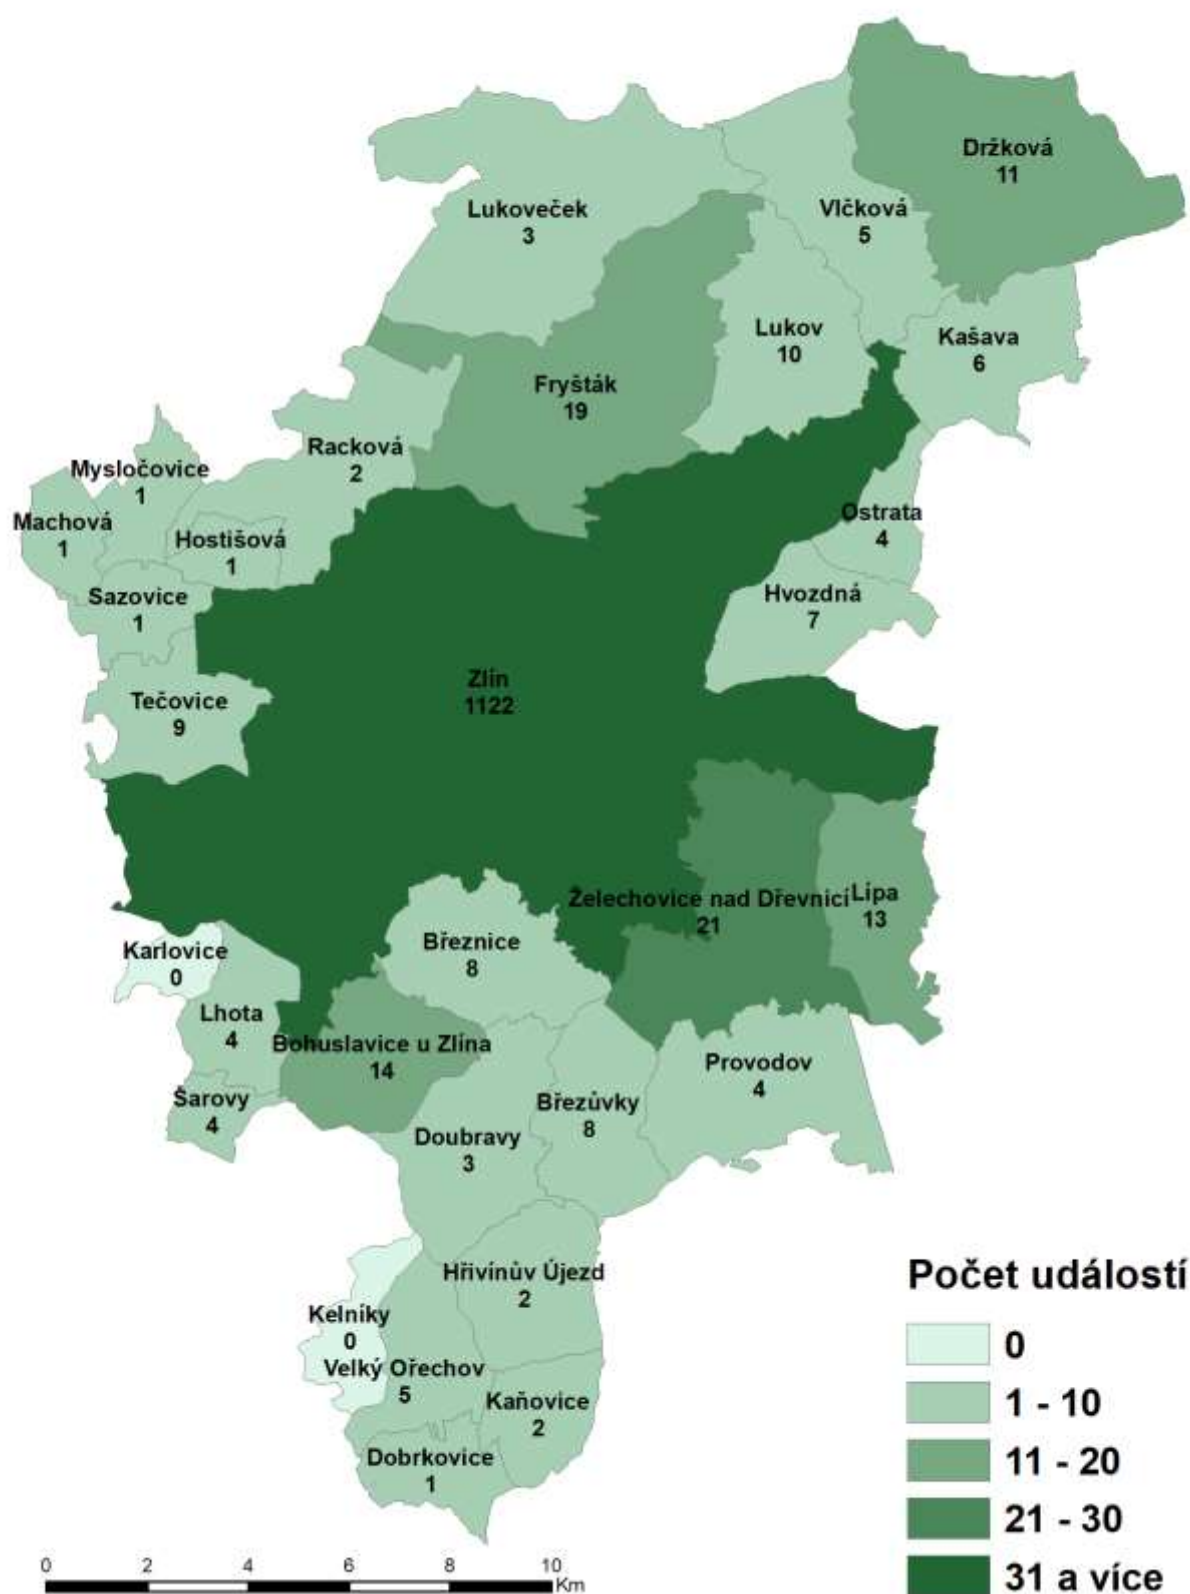 Držková
11
Lukoveček
3
Vlčková
5
Lukov
10
Kašava
6
Fryšták
19
Racková
2
Mysločovice
1
Machová
1
Hostišová
1
Ostrata
4
Sazovice
1
Hvozdná
7
Zlín
1122
Tečovice
9
Želechovice nad Dřevnicí
21
Lípa
13
Karlovice
0
Březnice
8
Lhota
4
Bohuslavice u Zlína
14
Provodov
4
Šarovy
4
Březůvky
8
Doubravy
3
Hřivínův Újezd
2
Kelníky
0
Velký Ořechov
5
Kaňovice
2
Dobrkovice
1
Počet událostí
0
1 - 10
11 - 20
21 - 30
31 a více
0 2 4 6 8 10
Km